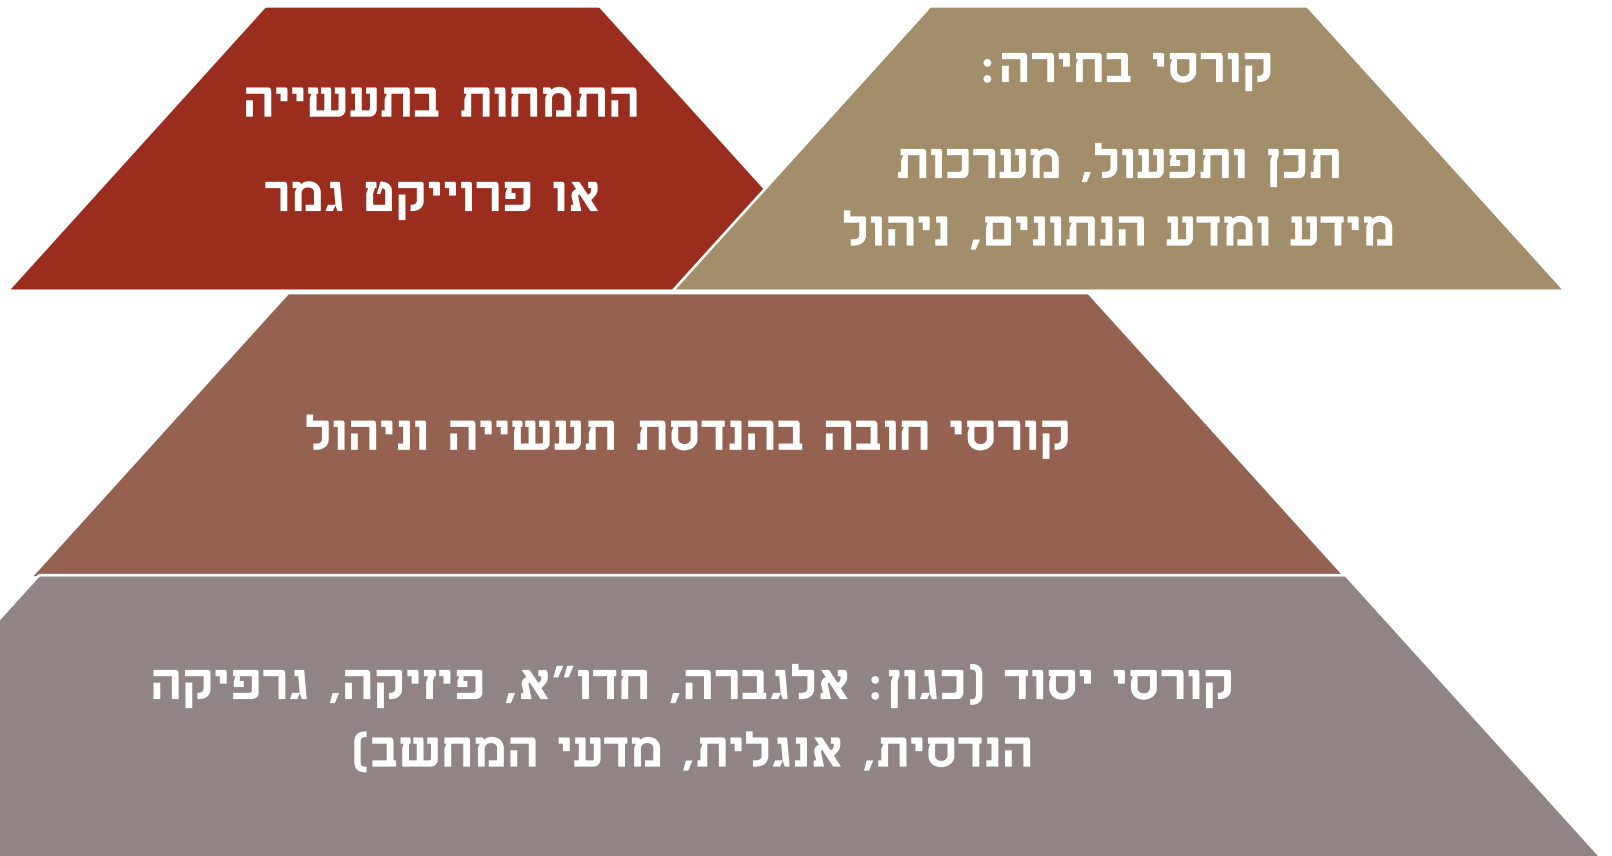 קורסי בחירה:
תכן ותפעול, מערכות
מידע ומדע הנתונים, ניהול
התמחות בתעשייה
או פרוייקט גמר
קורסי חובה בהנדסת תעשייה וניהול
קורסי יסוד (כגון: אלגברה, חדו"א, פיזיקה, גרפיקה
הנדסית, אנגלית, מדעי המחשב)